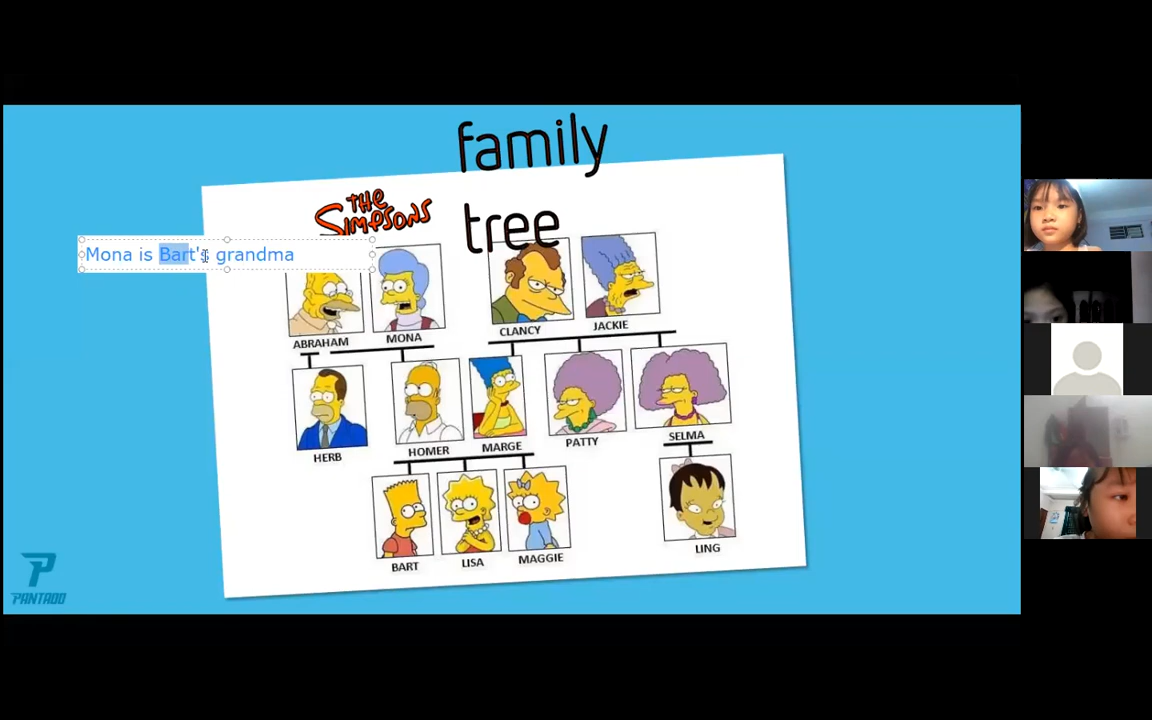 family
tree
THE
SIMPSONS
Mona is Bart's grandma
ABRAHAM MONA CLANCY JACKIE
HERB HOMER MARGE PATTY SELMA
BART LISA MAGGIE LING
P
PANTADO